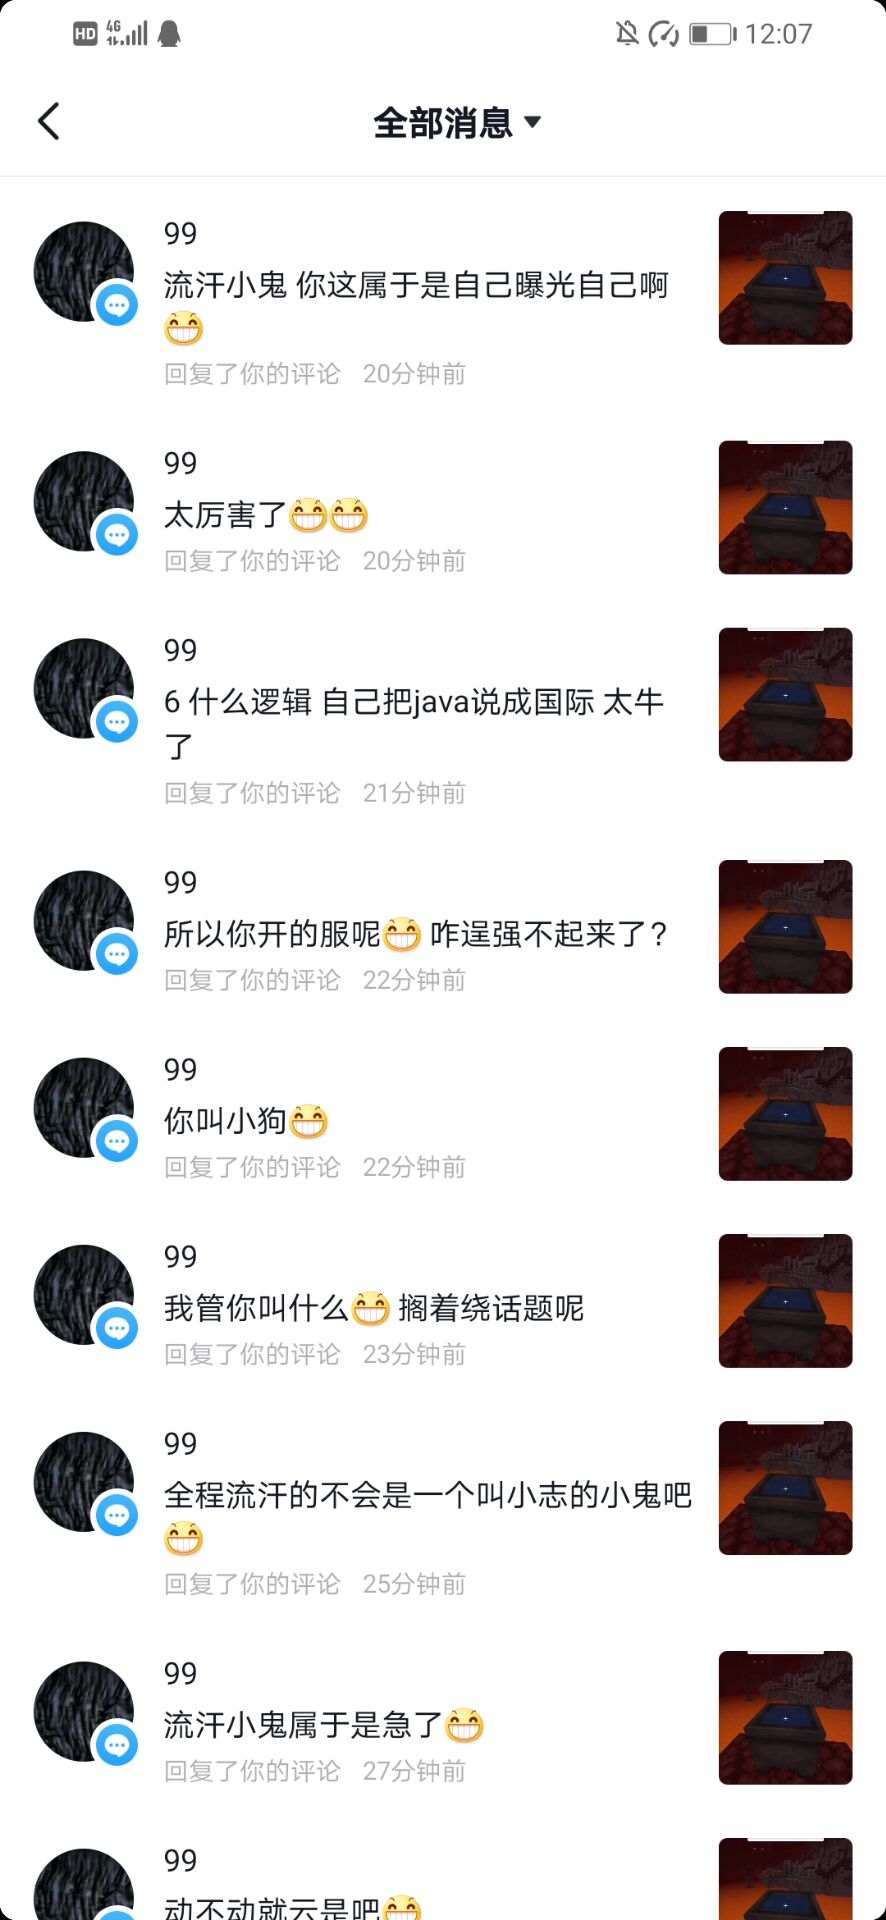 HD 4G 12:07
全部消息
99
流汗小鬼 你这属于是自己曝光自己啊
😁
回复了你的评论 20分钟前
99
太厉害了😁😁
回复了你的评论 20分钟前
99
6 什么逻辑 自己把java说成国际 太牛
了
回复了你的评论 21分钟前
99
所以你开的服呢😁 咋逞强不起来了？
回复了你的评论 22分钟前
99
你叫小狗😁
回复了你的评论 22分钟前
99
我管你叫什么😁 搁着绕话题呢
回复了你的评论 23分钟前
99
全程流汗的不会是一个叫小志的小鬼吧
😁
回复了你的评论 25分钟前
99
流汗小鬼属于是急了😁
回复了你的评论 27分钟前
99
动不动就云是吧😁